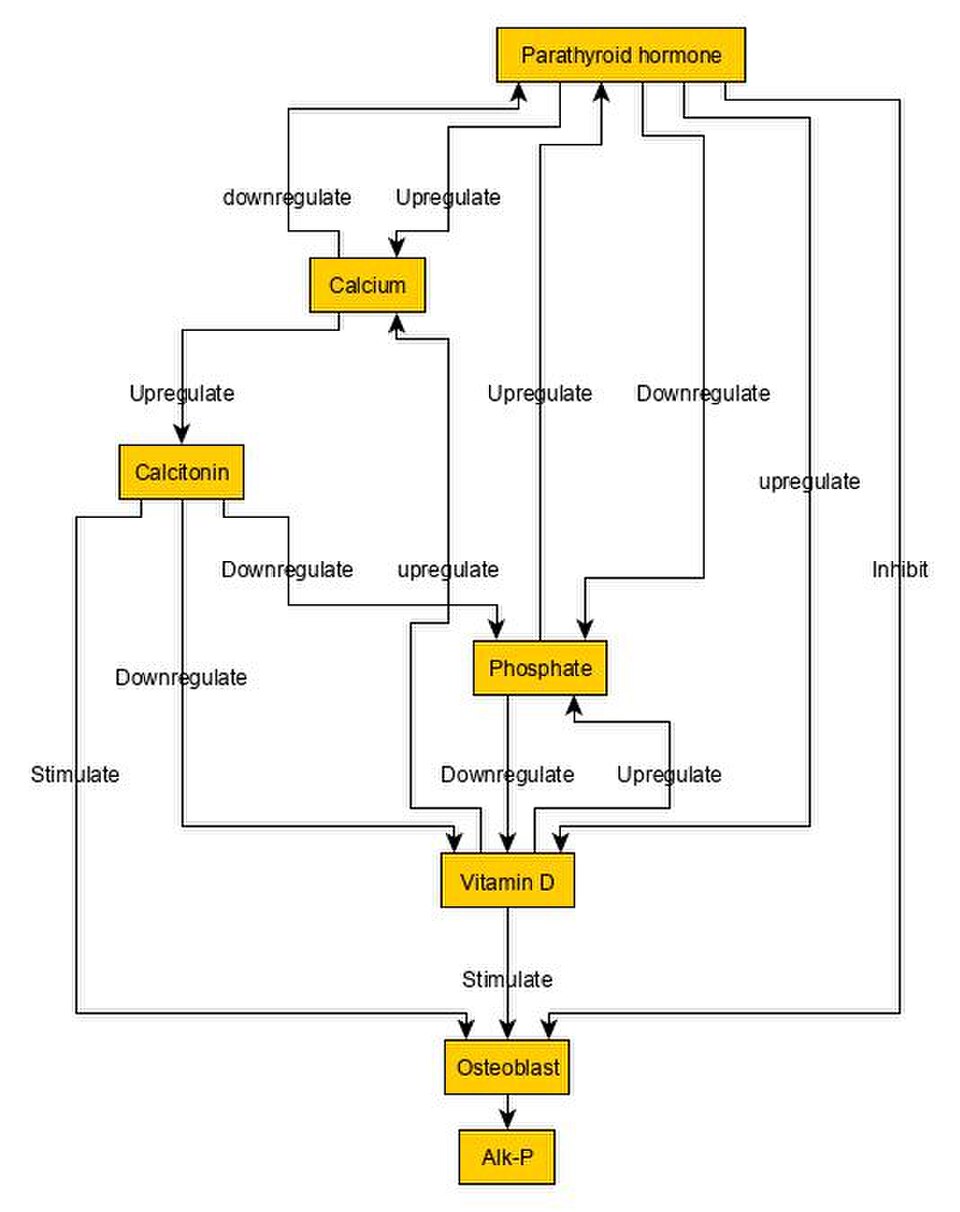 Parathyroid hormone
downregulate
Upregulate
Calcium
Upregulate
Upregulate
Downregulate
Calcitonin
upregulate
Downregulate
upregulate
Inhibit
Phosphate
Downregulate
Stimulate
Downregulate
Upregulate
Vitamin D
Stimulate
Osteoblast
Alk-P